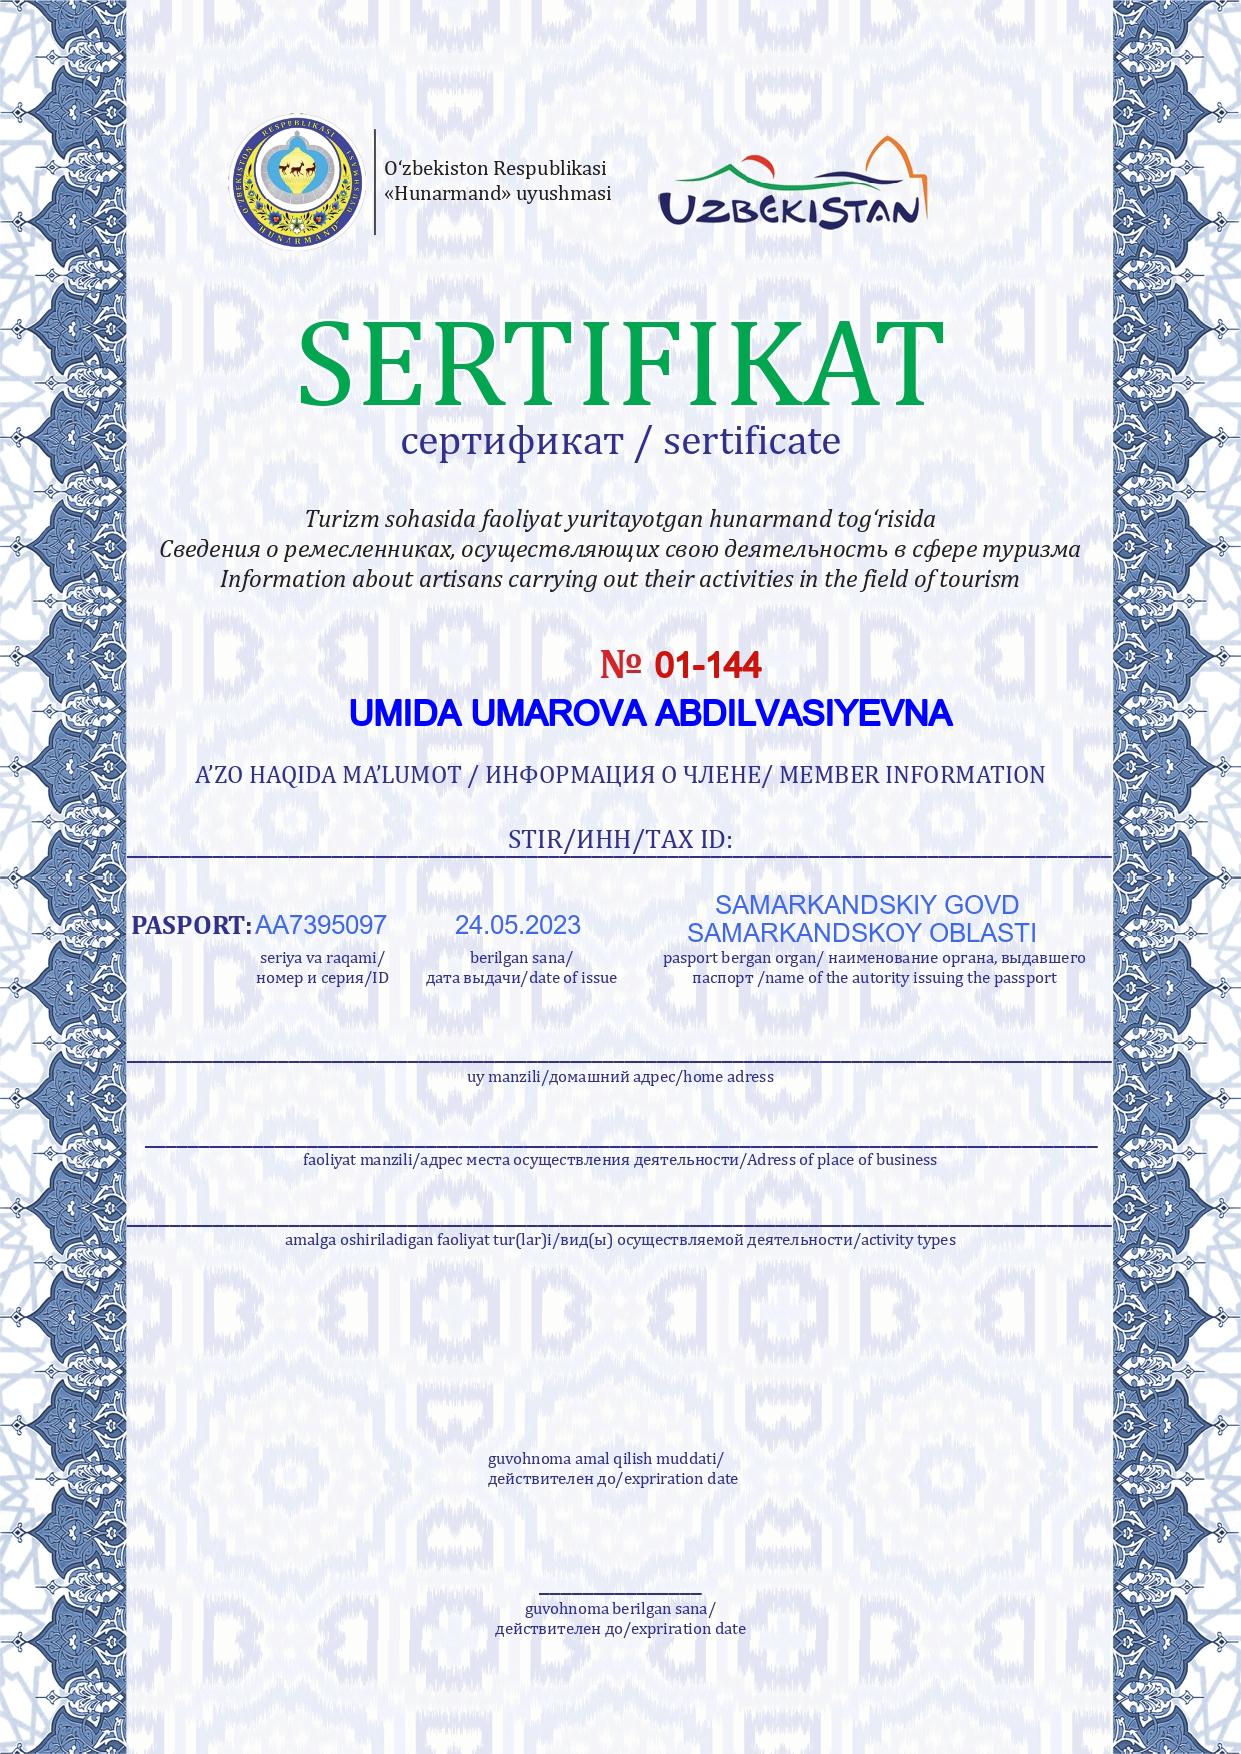 O'ZBEKISTON RESPUBLIKASI HUNARMAND UYUSHMASI
O‘zbekiston Respublikasi
«Hunarmand» uyushmasi
UZBEKISTAN
SERTIFIKAT
сертификат / sertificate
Turizm sohasida faoliyat yuritayotgan hunarmand tog‘risida
Сведения о ремесленниках, осуществляющих свою деятельность в сфере туризма
Information about artisans carrying out their activities in the field of tourism
№ 01-144
UMIDA UMAROVA ABDILVASIYEVNA
A’ZO HAQIDA MA’LUMOT / ИНФОРМАЦИЯ О ЧЛЕНЕ/ MEMBER INFORMATION
STIR/ИНН/TAX ID:
SAMARKANDSKIY GOVD
PASPORT: AA7395097 24.05.2023 SAMARKANDSKOY OBLASTI
seriya va raqami/ berilgan sana/ pasport bergan organ/ наименование органа, выдавшего
номер и серия/ID дата выдачи/date of issue паспорт /name of the autority issuing the passport
uy manzili/домашний адрес/home adress
faoliyat manzili/адрес места осуществления деятельности/Adress of place of business
amalga oshiriladigan faoliyat tur(lar)i/вид(ы) осуществляемой деятельности/activity types
guvohnoma amal qilish muddati/
действителен до/expriration date
guvohnoma berilgan sana/
действителен до/expriration date